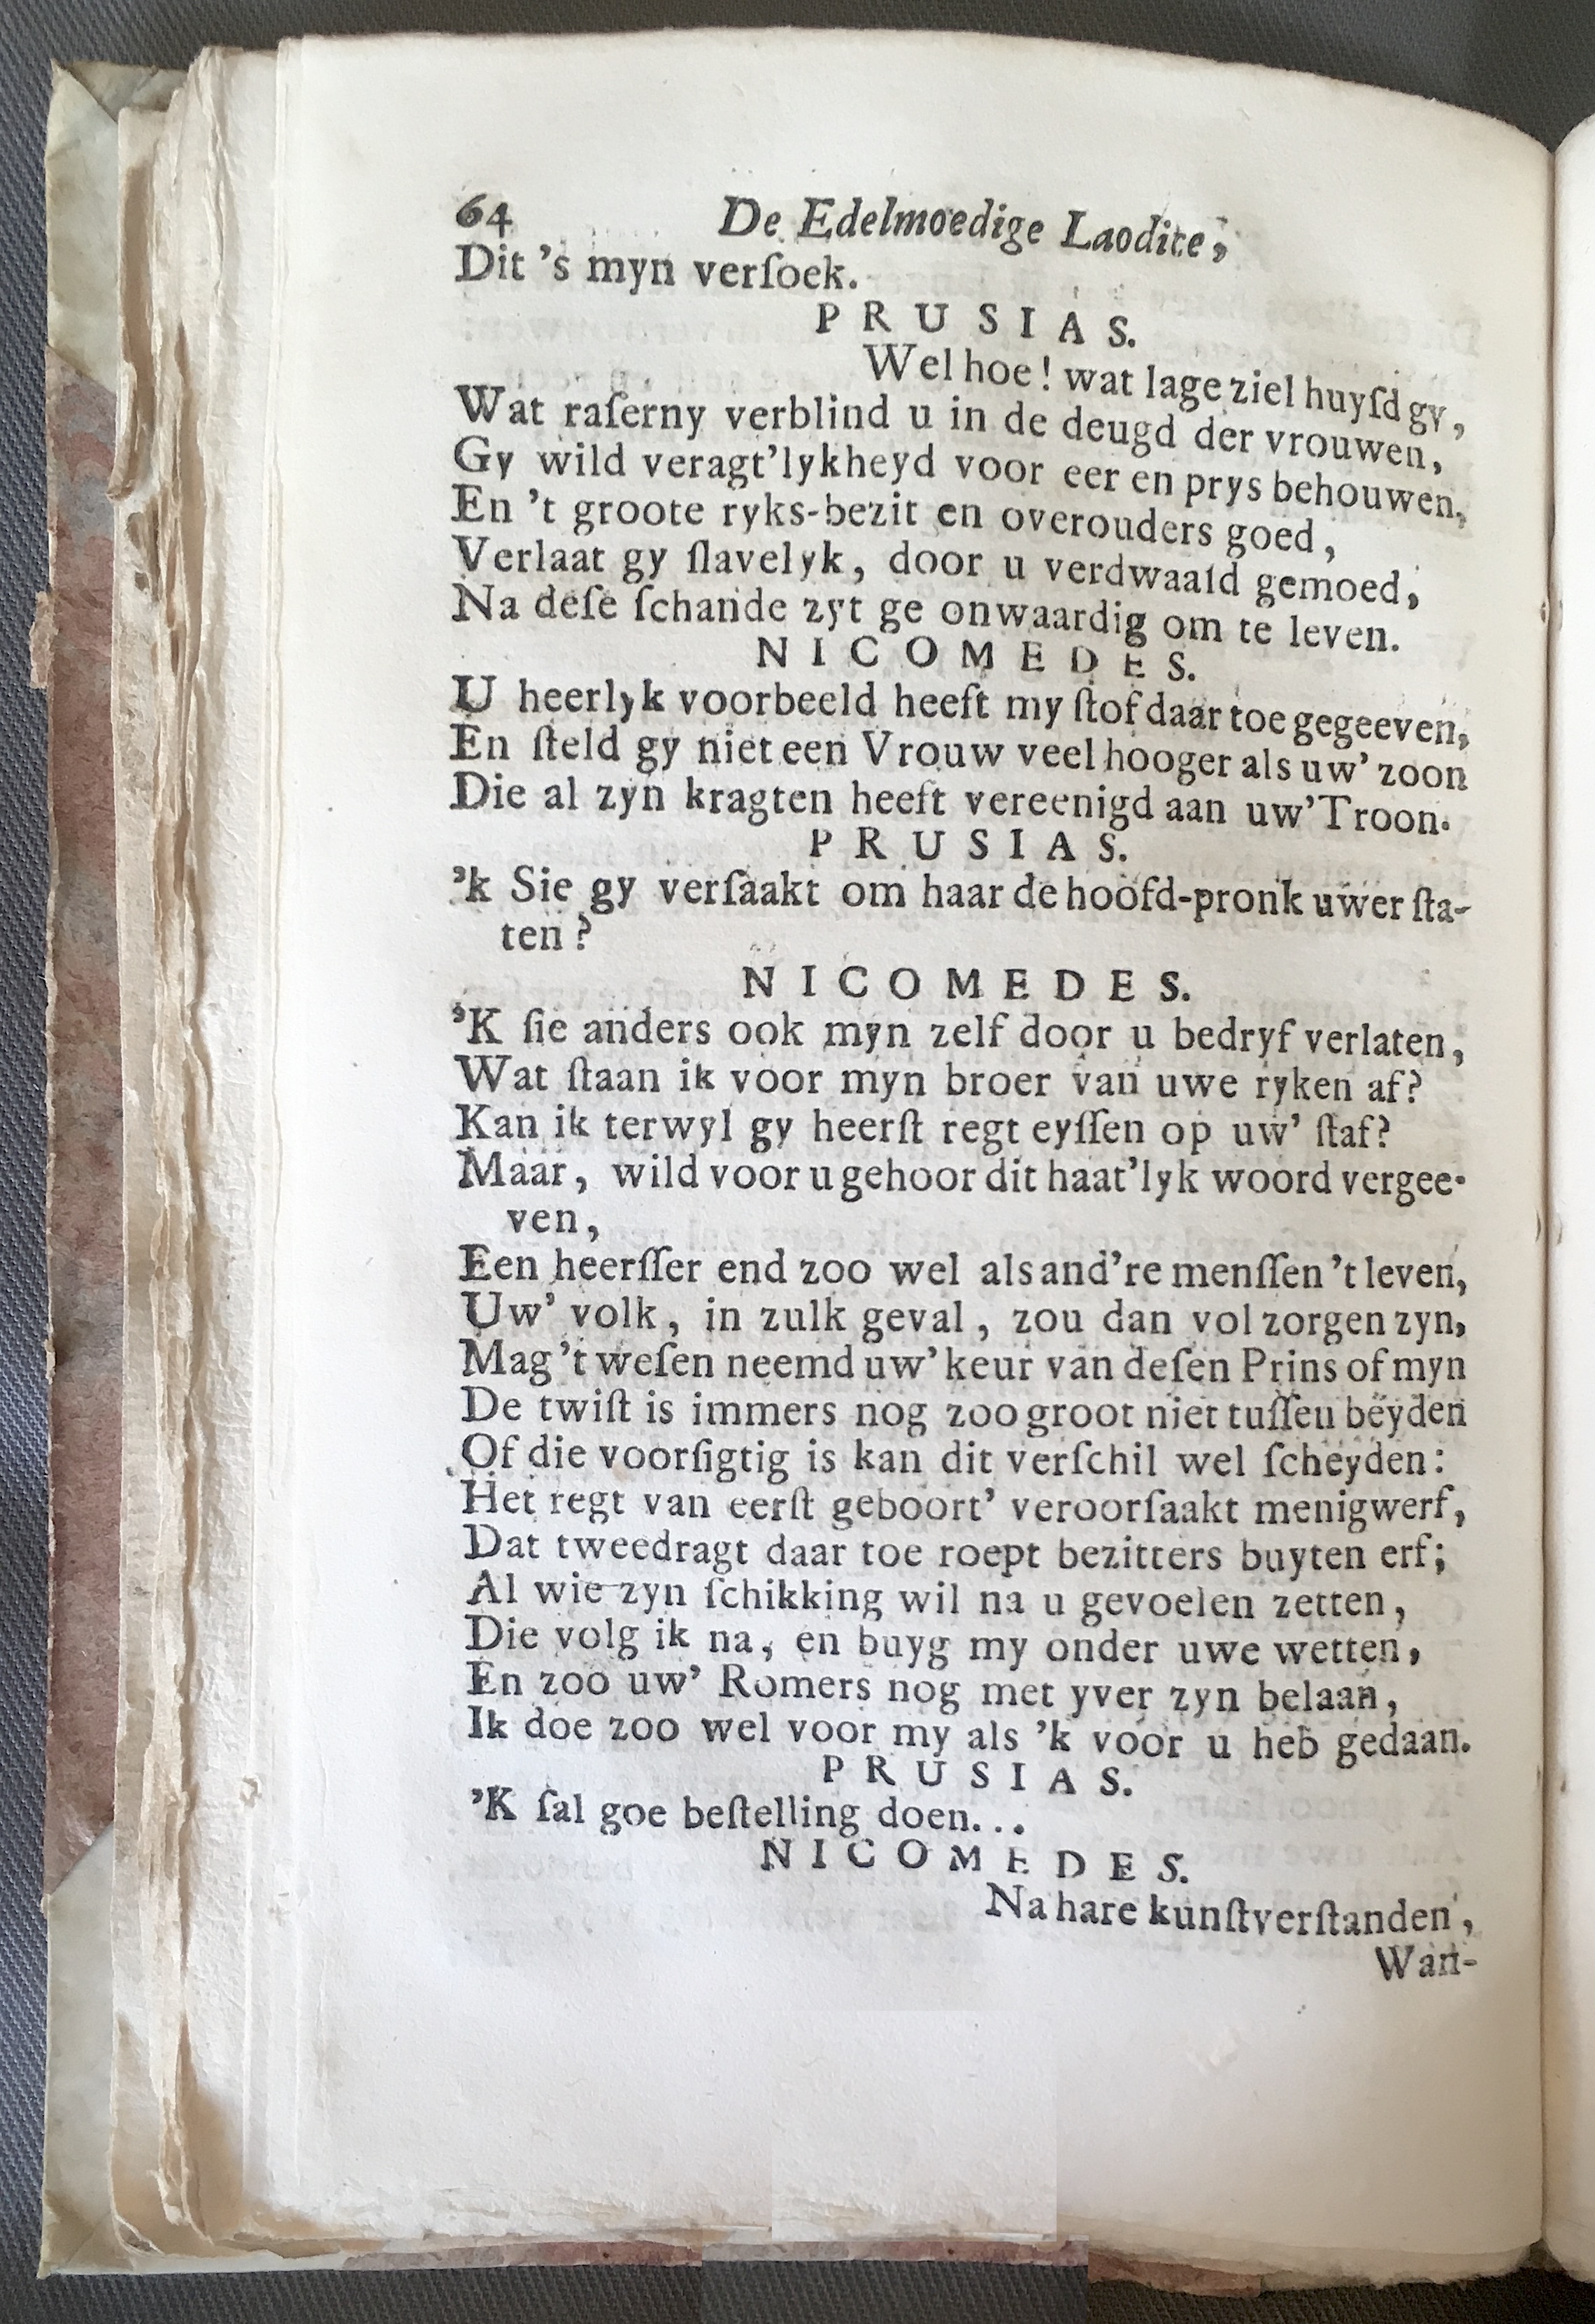 64 De Edelmoedige Laodice,
Dit 's myn verſoek.
PRUSIAS.
Wel hoe! wat lage ziel huyſd gy,
Wat raſerny verblind u in de deugd der vrouwen,
Gy wild veragt'lykheyd voor eer en prys behouwen,
En 't groote ryks-bezit en overouders goed,
Verlaat gy ſlavelyk, door u verdwaald gemoed,
Na deſe ſchande zyt ge onwaardig om te leven.
NICOMEDES.
U heerlyk voorbeeld heeft my ſtof daar toe gegeeven,
En ſteld gy niet een Vrouw veel hooger als uw' zoon
Die al zyn kragten heeft vereenigd aan uw' Troon.
PRUSIAS.
'k Sie gy verſaakt om haar de hoofd-pronk uwer ſta-
ten?
NICOMEDES.
'K ſie anders ook myn zelf door u bedryf verlaten,
Wat ſtaan ik voor myn broer van uwe ryken af?
Kan ik terwyl gy heerſt regt eyſſen op uw' ſtaf?
Maar, wild voor u gehoor dit haat'lyk woord vergee-
ven,
Een heerſſer end zoo wel als and're menſſen 't leven,
Uw' volk, in zulk geval, zou dan vol zorgen zyn,
Mag 't weſen neemd uw' keur van deſen Prins of myn
De twiſt is immers nog zoo groot niet tuſſen beyden
Of die voorſigtig is kan dit verſchil wel ſcheyden:
Het regt van eerſt geboort' veroorſaakt menigwerf,
Dat tweedragt daar toe roept bezitters buyten erf;
Al wie zyn ſchikking wil na u gevoelen zetten,
Die volg ik na, en buyg my onder uwe wetten,
En zoo uw' Romers nog met yver zyn belaan,
Ik doe zoo wel voor my als 'k voor u heb gedaan.
PRUSIAS.
'K ſal goe beſtelling doen...
NICOMEDES.
Na hare kunſtverſtanden,
Wan-